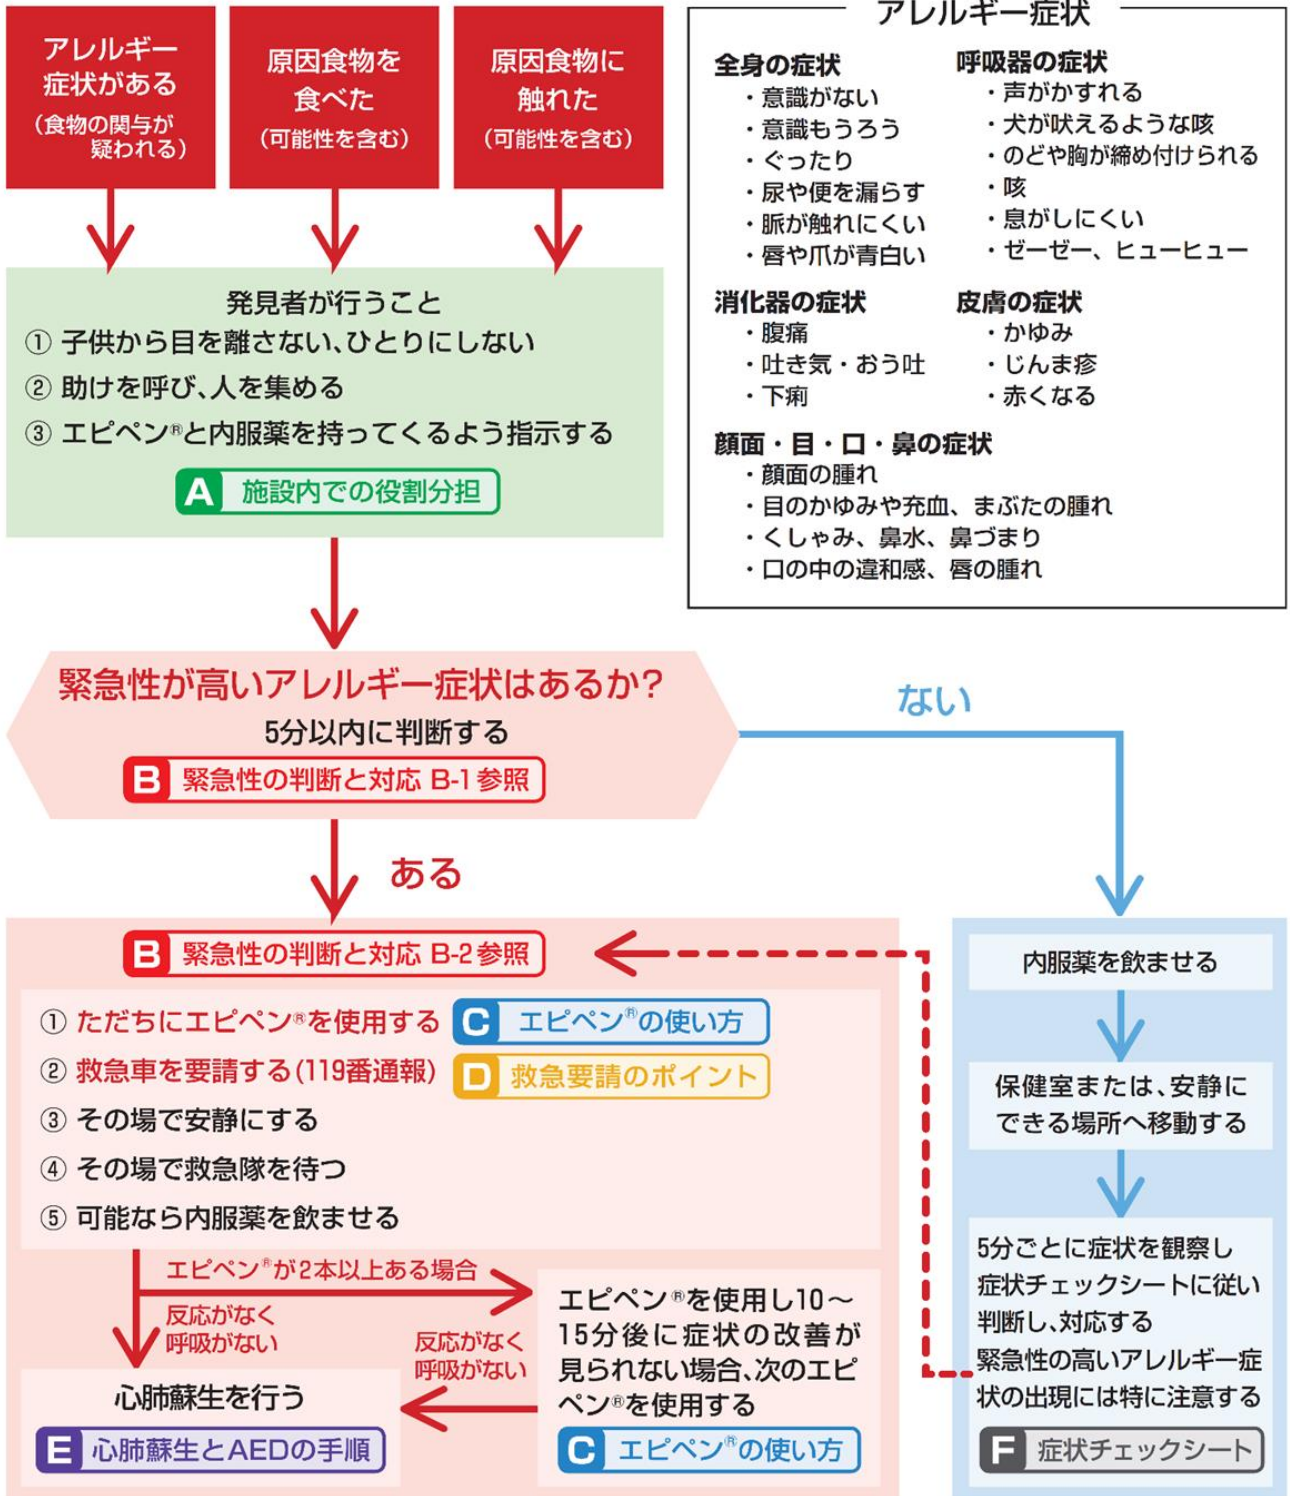 アレルギー
症状がある
(食物の関与が
疑われる)
原因食物を
食べた
(可能性を含む)
原因食物に
触れた
(可能性を含む)
アレルギー症状
全身の症状
・意識がない
・意識もうろう
・ぐったり
・尿や便を漏らす
・脈が触れにくい
・唇や爪が青白い
呼吸器の症状
・声がかすれる
・犬が吠えるような咳
・のどや胸が締め付けられる
・咳
・息がしにくい
・ゼーゼー、ヒューヒュー
消化器の症状
・腹痛
・吐き気・おう吐
・下痢
皮膚の症状
・かゆみ
・じんま疹
・赤くなる
顔面・目・口・鼻の症状
・顔面の腫れ
・目のかゆみや充血、まぶたの腫れ
・くしゃみ、鼻水、鼻づまり
・口の中の違和感、唇の腫れ
発見者が行うこと
① 子供から目を離さない、ひとりにしない
② 助けを呼び、人を集める
③ エピペン®と内服薬を持ってくるよう指示する
A 施設内での役割分担
緊急性が高いアレルギー症状はあるか?
5分以内に判断する
B 緊急性の判断と対応 B-1参照
ない
ある
B 緊急性の判断と対応 B-2参照
① ただちにエピペン®を使用する
C エピペン®の使い方
② 救急車を要請する(119番通報)
D 救急要請のポイント
③ その場で安静にする
④ その場で救急隊を待つ
⑤ 可能なら内服薬を飲ませる
エピペン®が2本以上ある場合
反応がなく
呼吸がない
反応がなく
呼吸がない
エピペン®を使用し10〜
15分後に症状の改善が
見られない場合、次のエピ
ペン®を使用する
C エピペン®の使い方
心肺蘇生を行う
E 心肺蘇生とAEDの手順
内服薬を飲ませる
保健室または、安静に
できる場所へ移動する
5分ごとに症状を観察し
症状チェックシートに従い
判断し、対応する
緊急性の高いアレルギー症
状の出現には特に注意する
F 症状チェックシート